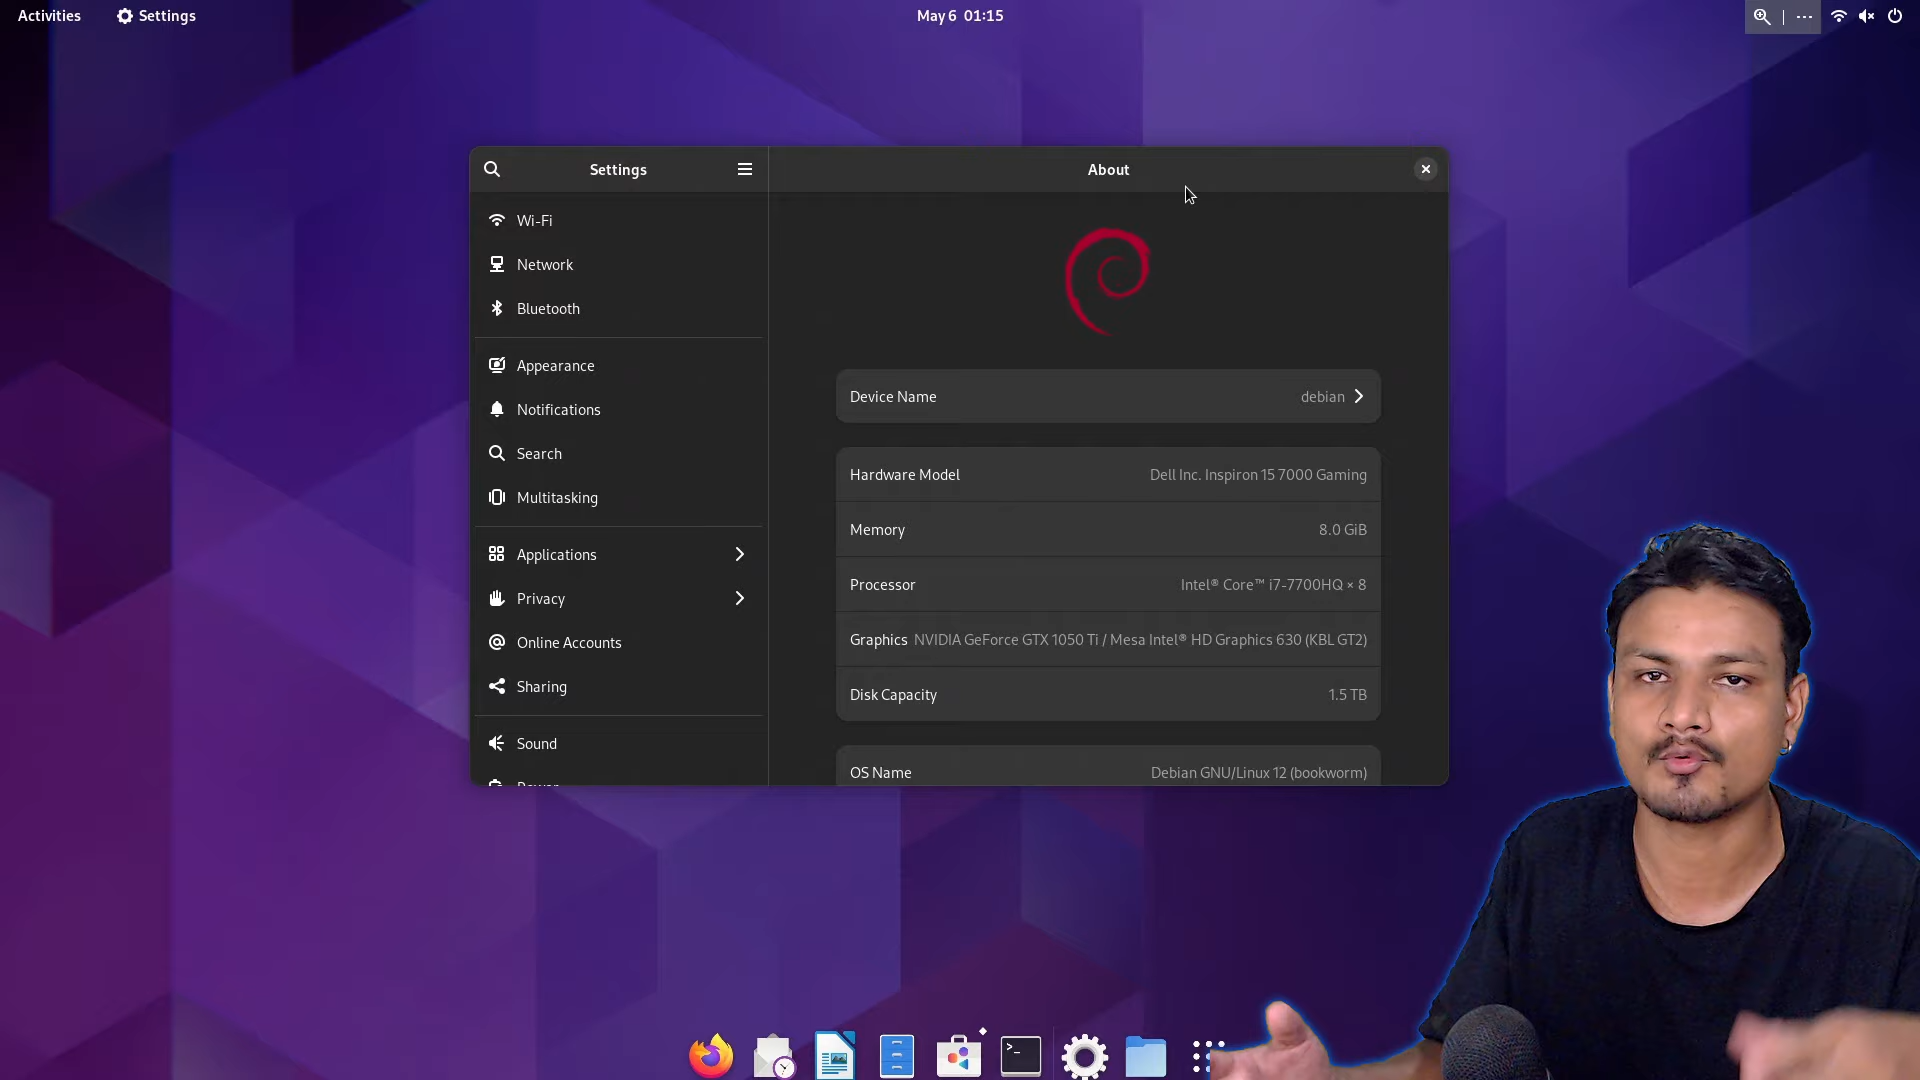 Activities
Settings
May 6 01:15
Settings
About
Wi-Fi
Network
Bluetooth
Appearance
Notifications
Search
Multitasking
Applications
Privacy
Online Accounts
Sharing
Sound
Power
Device Name debian
Hardware Model Dell Inc. Inspiron 15 7000 Gaming
Memory 8.0 GiB
Processor Intel® Core™ i7-7700HQ × 8
Graphics NVIDIA GeForce GTX 1050 Ti / Mesa Intel® HD Graphics 630 (KBL GT2)
Disk Capacity 1.5 TB
OS Name Debian GNU/Linux 12 (bookworm)